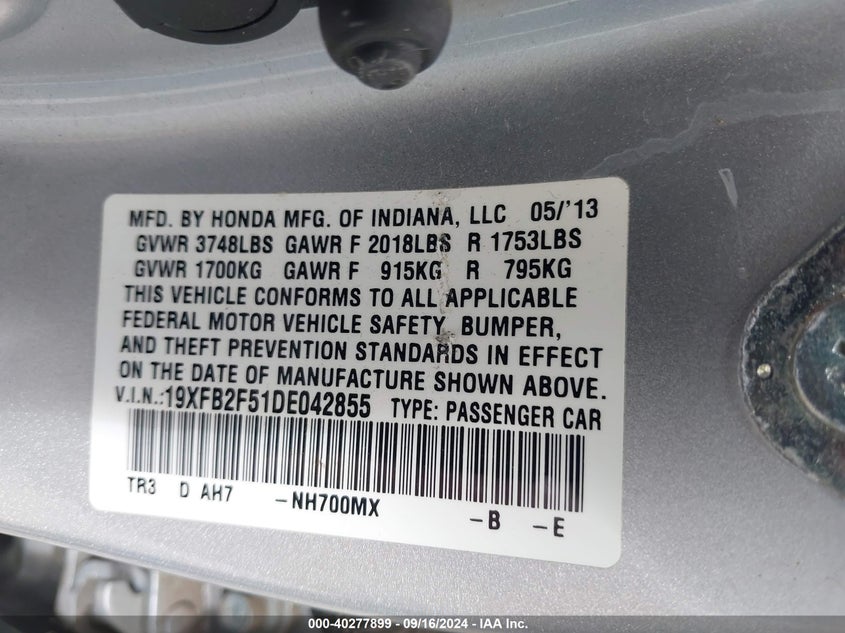 MFD. BY HONDA MFG. OF INDIANA, LLC 05/'13
GVWR 3748LBS GAWR F 2018LBS R 1753LBS
GVWR 1700KG GAWR F 915KG R 795KG
THIS VEHICLE CONFORMS TO ALL APPLICABLE
FEDERAL MOTOR VEHICLE SAFETY, BUMPER,
AND THEFT PREVENTION STANDARDS IN EFFECT
ON THE DATE OF MANUFACTURE SHOWN ABOVE.
V.I.N.:19XFB2F51DE042855 TYPE: PASSENGER CAR
TR3 D AH7 -NH700MX -B -E
000-40277899 - 09/16/2024 - IAA Inc.